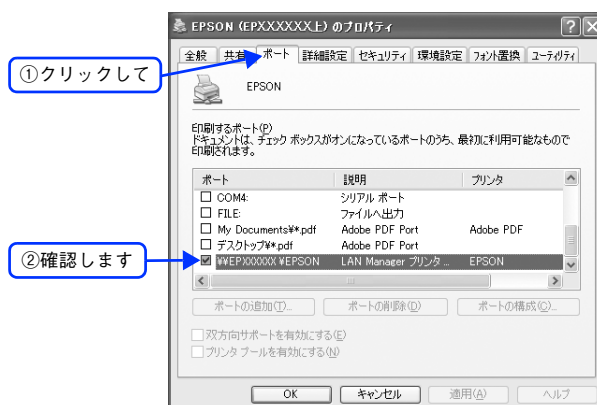 EPSON (EPXXXXXX上) のプロパティ
全般 共有 ポート 詳細設定 セキュリティ 環境設定 フォント置換 ユーティリティ
①クリックして
EPSON
印刷するポート(P)
ドキュメントは、チェック ボックスがオンになっているポートのうち、最初に利用可能なもので
印刷されます。
ポート 説明 プリンタ
COM4: シリアル ポート
FILE: ファイルへ出力
My Documents¥*.pdf Adobe PDF Port Adobe PDF
デスクトップ¥*.pdf Adobe PDF Port
②確認します
¥¥EPXXXXXX¥EPSON LAN Manager プリンタ ... EPSON
ポートの追加(T)... ポートの削除(D) ポートの構成(C)...
双方向サポートを有効にする(E)
プリンタ プールを有効にする(N)
OK キャンセル 適用(A) ヘルプ